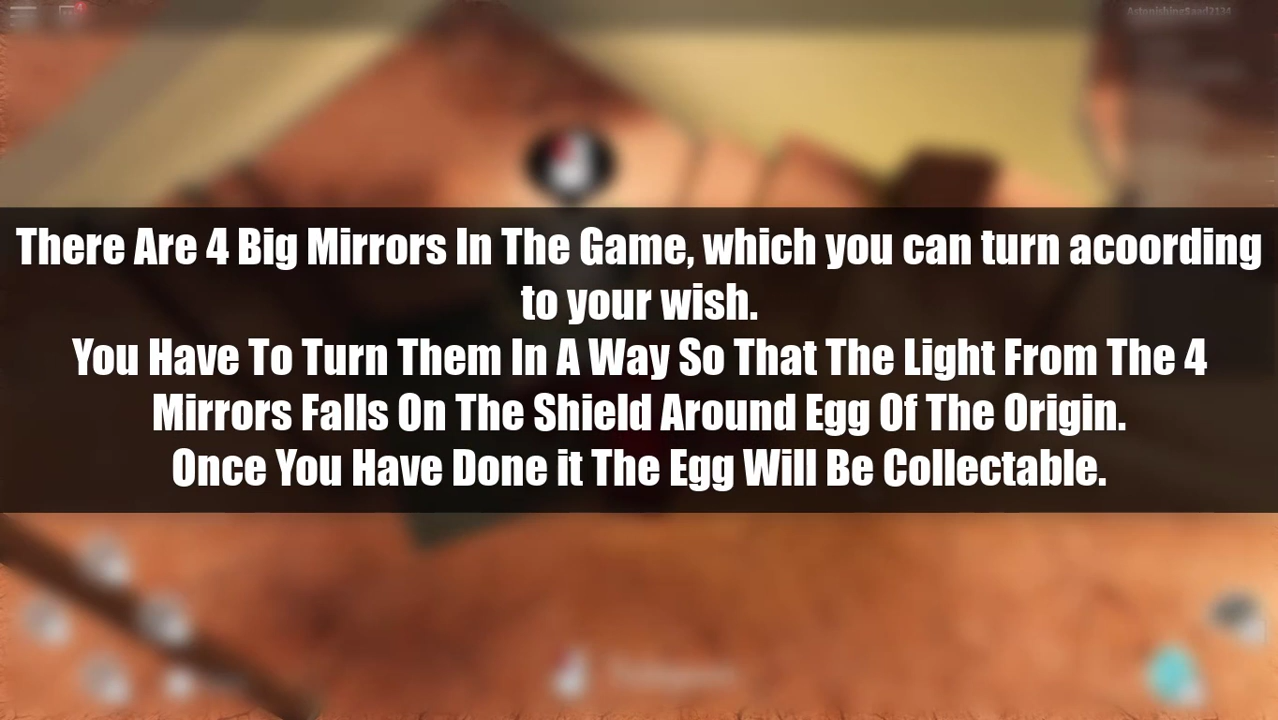 AstonishingSaad3134
There Are 4 Big Mirrors In The Game, which you can turn acoording
to your wish.
You Have To Turn Them In A Way So That The Light From The 4
Mirrors Falls On The Shield Around Egg Of The Origin.
Once You Have Done it The Egg Will Be Collectable.